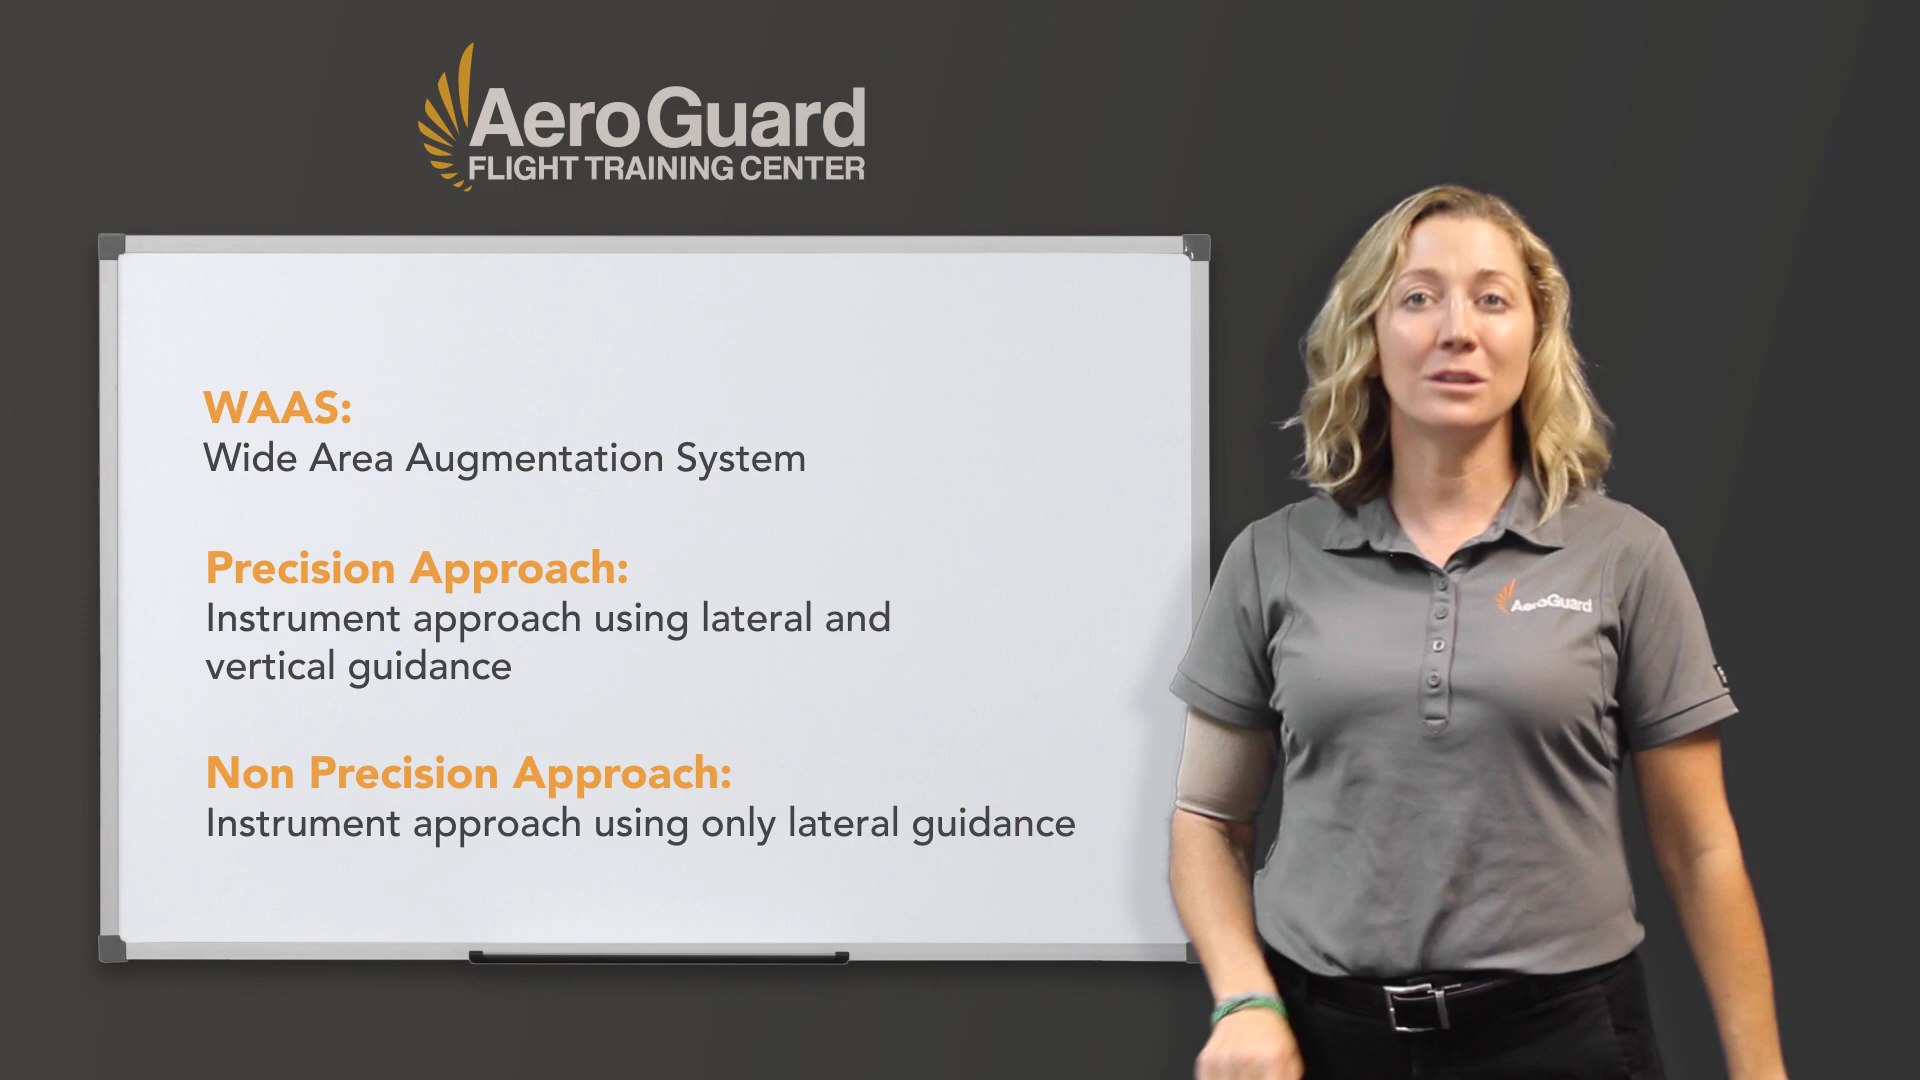 AeroGuard
FLIGHT TRAINING CENTER
WAAS:
Wide Area Augmentation System
Precision Approach:
Instrument approach using lateral and
vertical guidance
Non Precision Approach:
Instrument approach using only lateral guidance
AeroGuard